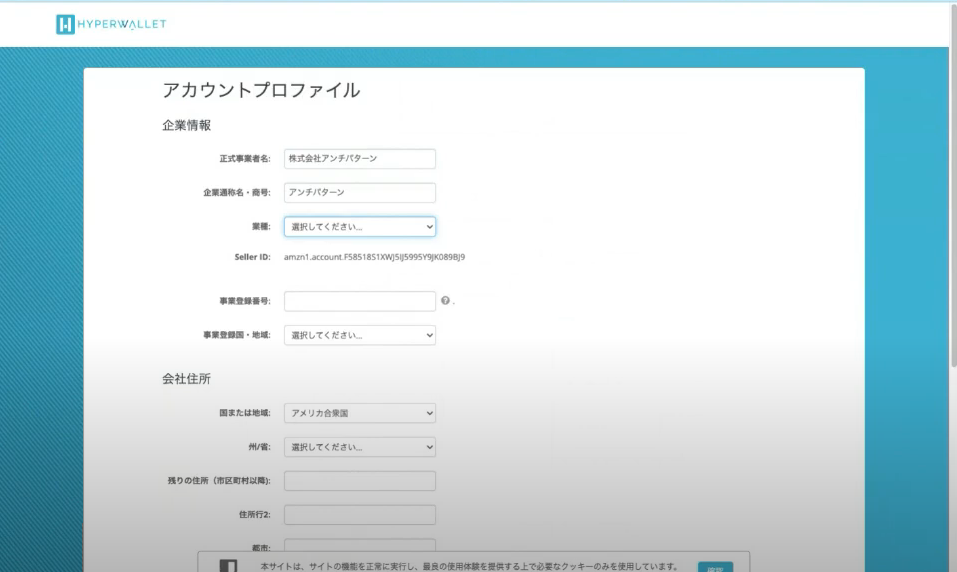 HYPERWALLET
アカウントプロファイル
企業情報
正式事業者名: 株式会社アンチパターン
企業通称名・商号: アンチパターン
業種: 選択してください...
Seller ID: amzn1.account.F58518S1XWJ5IJ5995Y9JK089BJ9
事業登録番号:
事業登録国・地域: 選択してください...
会社住所
国または地域: アメリカ合衆国
州/省: 選択してください...
残りの住所（市区町村以降):
住所行2:
都市:
本サイトは、サイトの機能を正常に実行し、最良の使用体験を提供する上で必要なクッキーのみを使用しています。